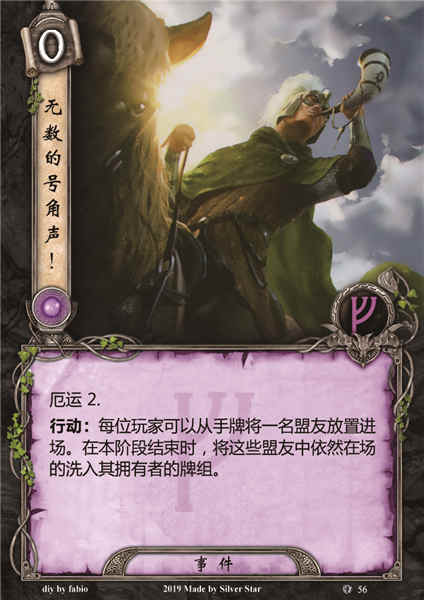 0
无数的号角声！
厄运 2.
行动：每位玩家可以从手牌将一名盟友放置进
场。在本阶段结束时，将这些盟友中依然在场
的洗入其拥有者的牌组。
事件
diy by fabio 2019 Made by Silver Star 56